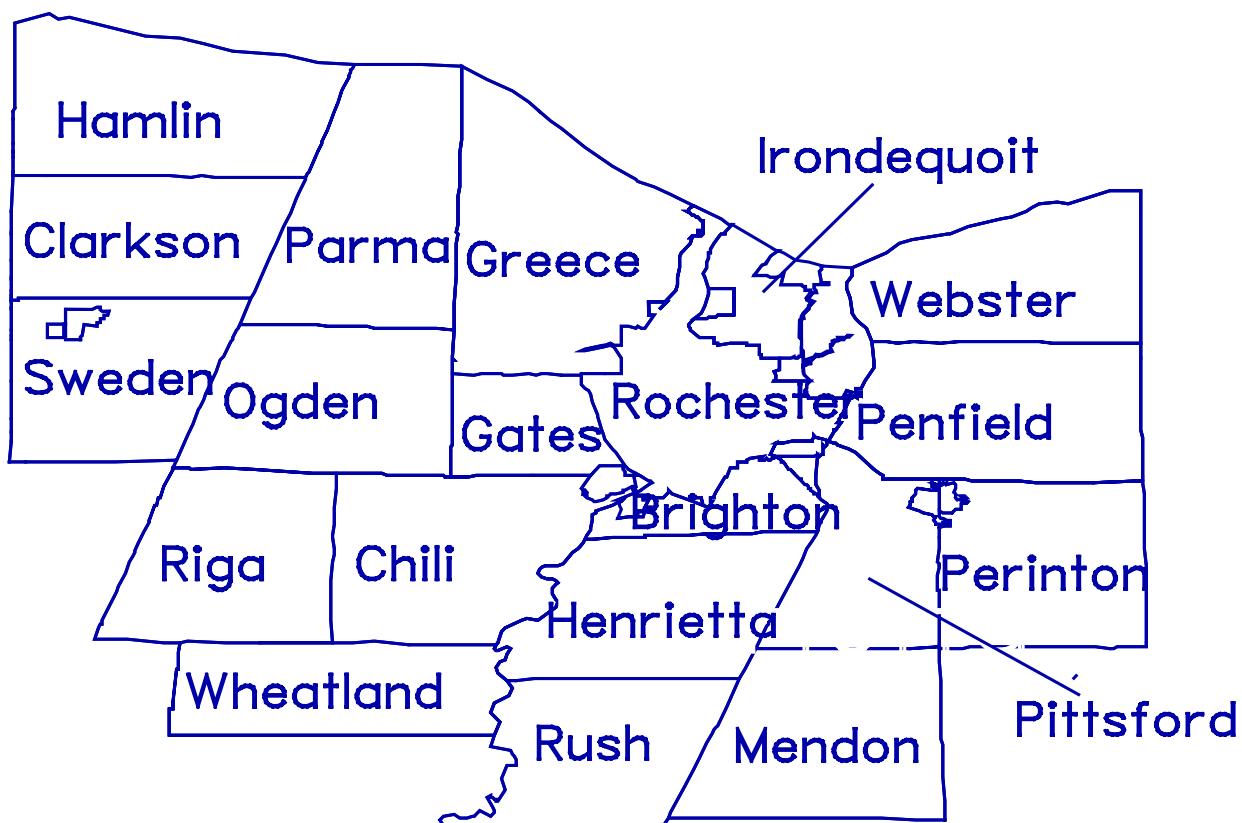 Hamlin
Irondequoit
Clarkson
Parma
Greece
Webster
Sweden
Ogden
Rochester
Penfield
Gates
Brighton
Riga
Chili
Perinton
Henrietta
Wheatland
Pittsford
Rush
Mendon